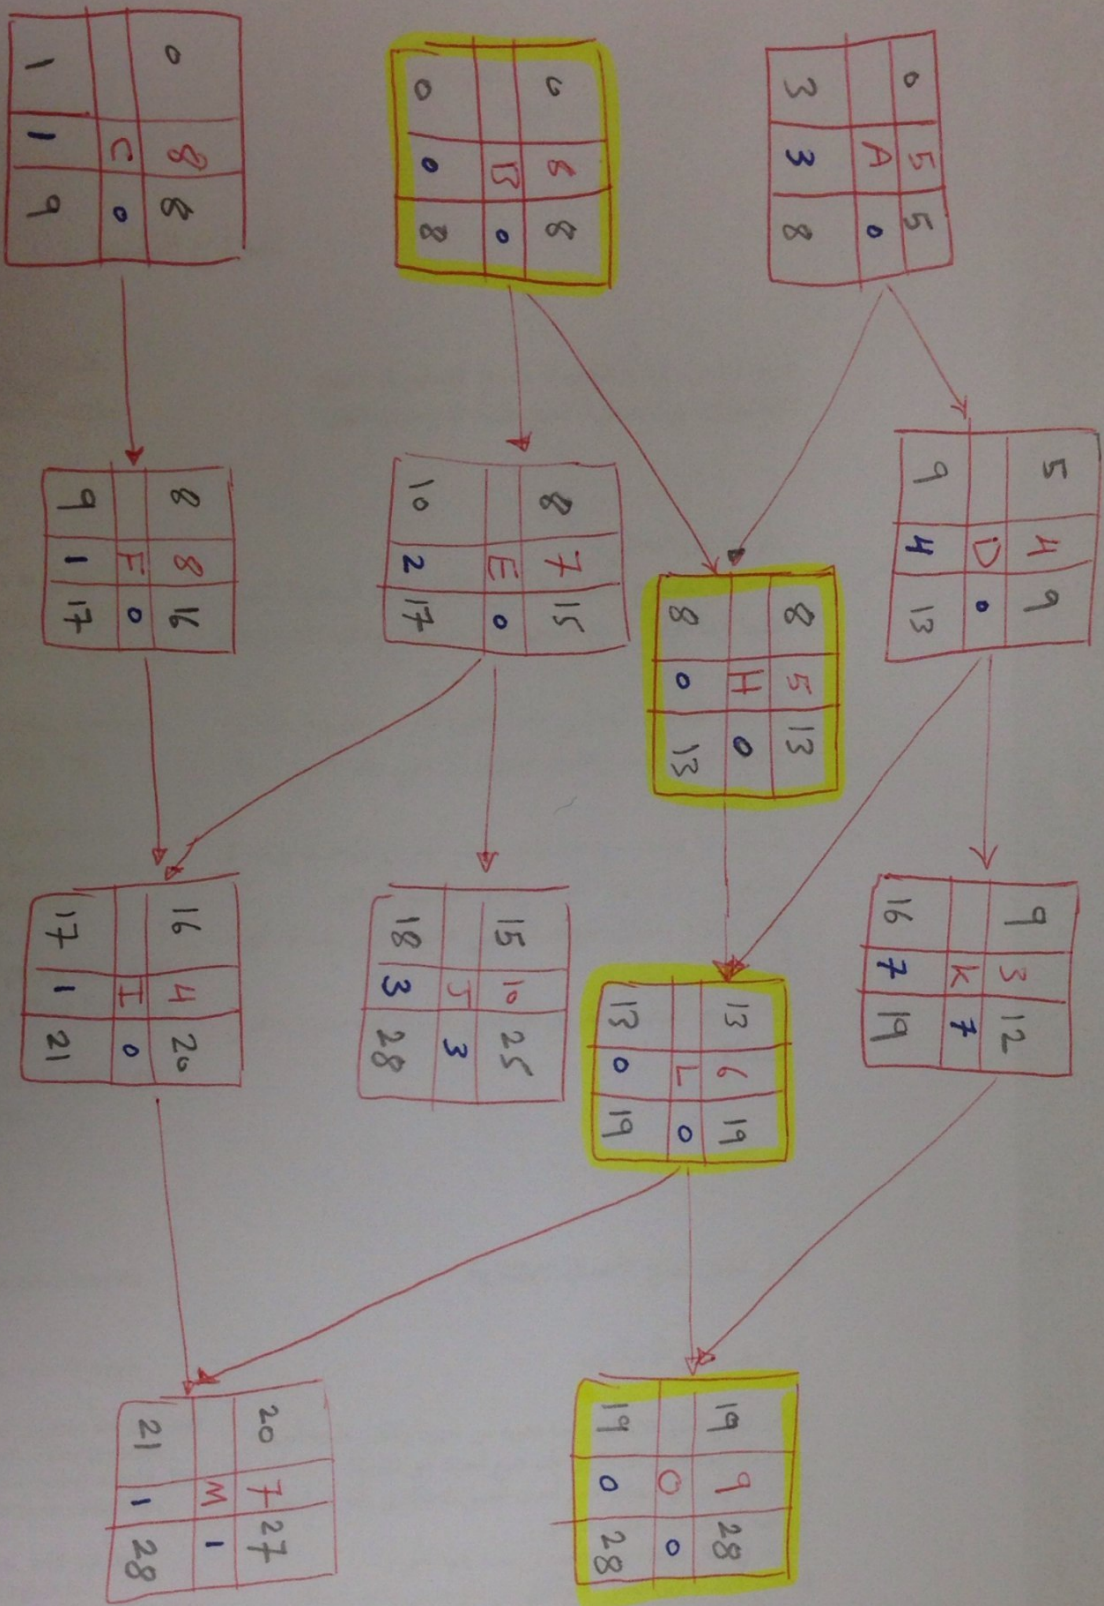 0 5 5
A 0
3 3 8
5 4 9
D 0
9 4 13
9 3 12
K 7
16 7 19
8 5 13
H 0
8 0 13
13 6 19
L 0
13 0 19
19 9 28
O 0
19 0 28
0 8 8
B 0
0 0 8
8 7 15
E 0
10 2 17
15 10 25
J 3
18 3 28
0 8 8
C 0
1 1 9
8 8 16
F 0
9 1 17
16 4 20
I 0
17 1 21
20 7 27
M 1
21 1 28